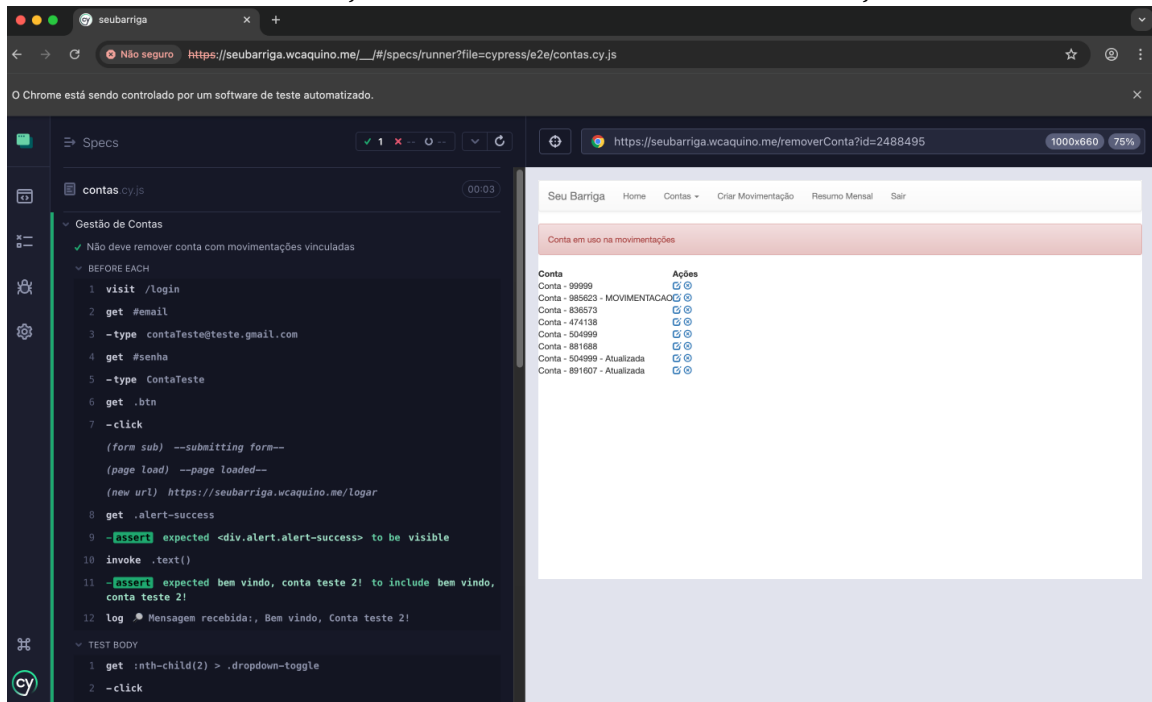 seubarriga
Não seguro https://seubarriga.wcaquino.me/__/#/specs/runner?file=cypress/e2e/contas.cy.js
O Chrome está sendo controlado por um software de teste automatizado.
Specs
1 -- --
https://seubarriga.wcaquino.me/removerConta?id=2488495 1000x660 75%
contas.cy.js 00:03
Gestão de Contas
Não deve remover conta com movimentações vinculadas
BEFORE EACH
1 visit /login
2 get #email
3 -type contaTeste@teste.gmail.com
4 get #senha
5 -type ContaTeste
6 get .btn
7 -click
(form sub) --submitting form--
(page load) --page loaded--
(new url) https://seubarriga.wcaquino.me/logar
8 get .alert-success
9 -assert expected <div.alert.alert-success> to be visible
10 invoke .text()
11 -assert expected bem vindo, conta teste 2! to include bem vindo,
conta teste 2!
12 log 🔎 Mensagem recebida:, Bem vindo, Conta teste 2!
TEST BODY
1 get :nth-child(2) > .dropdown-toggle
2 -click
cy
Seu Barriga Home Contas Criar Movimentação Resumo Mensal Sair
Conta em uso na movimentações
Conta Ações
Conta - 99999
Conta - 985623 - MOVIMENTACAO
Conta - 836573
Conta - 474138
Conta - 504999
Conta - 881688
Conta - 504999 - Atualizada
Conta - 891607 - Atualizada